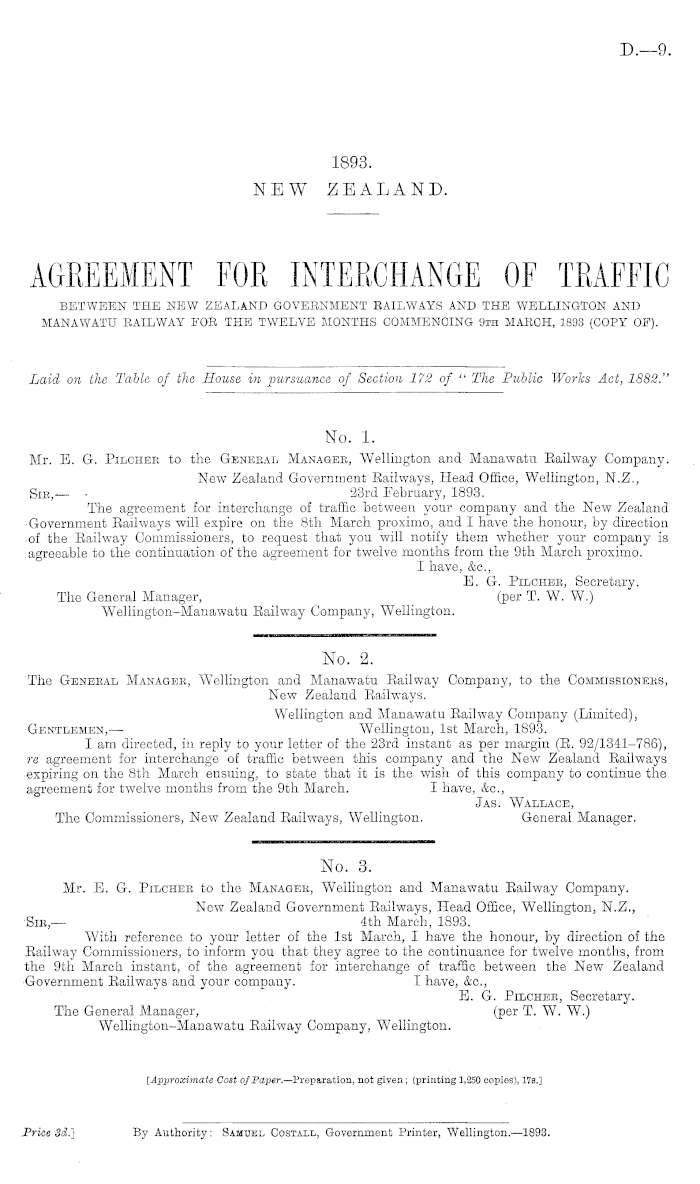 D.—9.
1893.
NEW ZEALAND.
AGREEMENT FOR INTERCHANGE OF TRAFFIC
BETWEEN THE NEW ZEALAND GOVERNMENT RAILWAYS AND THE WELLINGTON AND
MANAWATU RAILWAY FOR THE TWELVE MONTHS COMMENCING 9TH MARCH, 1893 (COPY OF).
Laid on the Table of the House in pursuance of Section 172 of " The Public Works Act, 1882."
No. 1.
Mr. E. G. PILCHER to the GENERAL MANAGER, Wellington and Manawatu Railway Company.
New Zealand Government Railways, Head Office, Wellington, N.Z.,
SIR,— 23rd February, 1893.
The agreement for interchange of traffic between your company and the New Zealand
Government Railways will expire on the 8th March proximo, and I have the honour, by direction
of the Railway Commissioners, to request that you will notify them whether your company is
agreeable to the continuation of the agreement for twelve months from the 9th March proximo.
I have, &c.,
E. G. PILCHER, Secretary.
The General Manager, (per T. W. W.)
Wellington–Manawatu Railway Company, Wellington.
No. 2.
The GENERAL MANAGER, Wellington and Manawatu Railway Company, to the COMMISSIONERS,
New Zealand Railways.
Wellington and Manawatu Railway Company (Limited),
GENTLEMEN,— Wellington, 1st March, 1893.
I am directed, in reply to your letter of the 23rd instant as per margin (R. 92/1341–786),
re agreement for interchange of traffic between this company and the New Zealand Railways
expiring on the 8th March ensuing, to state that it is the wish of this company to continue the
agreement for twelve months from the 9th March. I have, &c.,
JAS. WALLACE,
The Commissioners, New Zealand Railways, Wellington. General Manager.
No. 3.
Mr. E. G. PILCHER to the MANAGER, Wellington and Manawatu Railway Company.
New Zealand Government Railways, Head Office, Wellington, N.Z.,
SIR,— 4th March, 1893.
With reference to your letter of the 1st March, I have the honour, by direction of the
Railway Commissioners, to inform you that they agree to the continuance for twelve months, from
the 9th March instant, of the agreement for interchange of traffic between the New Zealand
Government Railways and your company. I have, &c.,
E. G. PILCHER, Secretary.
The General Manager, (per T. W. W.)
Wellington–Manawatu Railway Company, Wellington.
[Approximate Cost of Paper.—Preparation, not given; (printing 1,250 copies), 17s.]
Price 3d.] By Authority: SAMUEL COSTALL, Government Printer, Wellington.—1893.